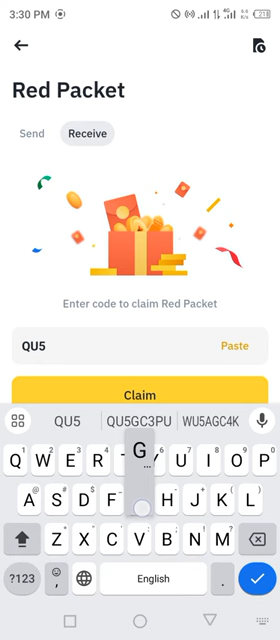 3:30 PM
Red Packet
Send Receive
Enter code to claim Red Packet
QU5 Paste
Claim
QU5 QU5GC3PU WU5AGC4K
G
Q W E R T Y U I O P
A S D F H J K L
Z X C V B N M
?123 , English .